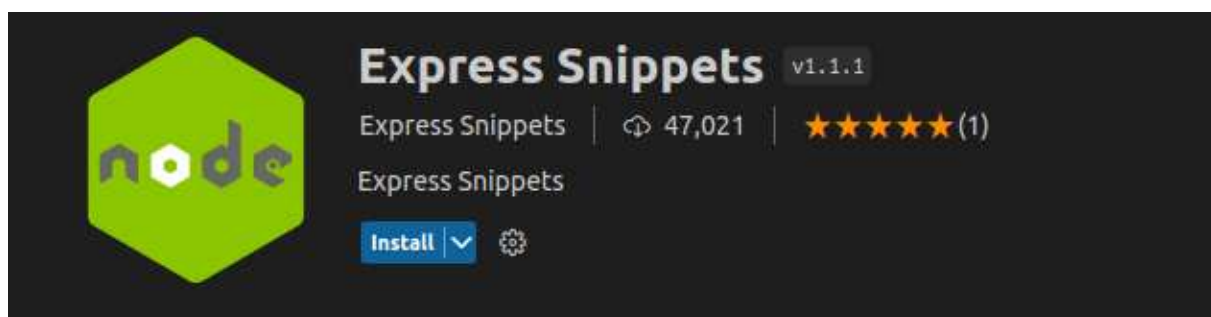 node
Express Snippets v1.1.1
Express Snippets 47,021 (1)
Express Snippets
Install